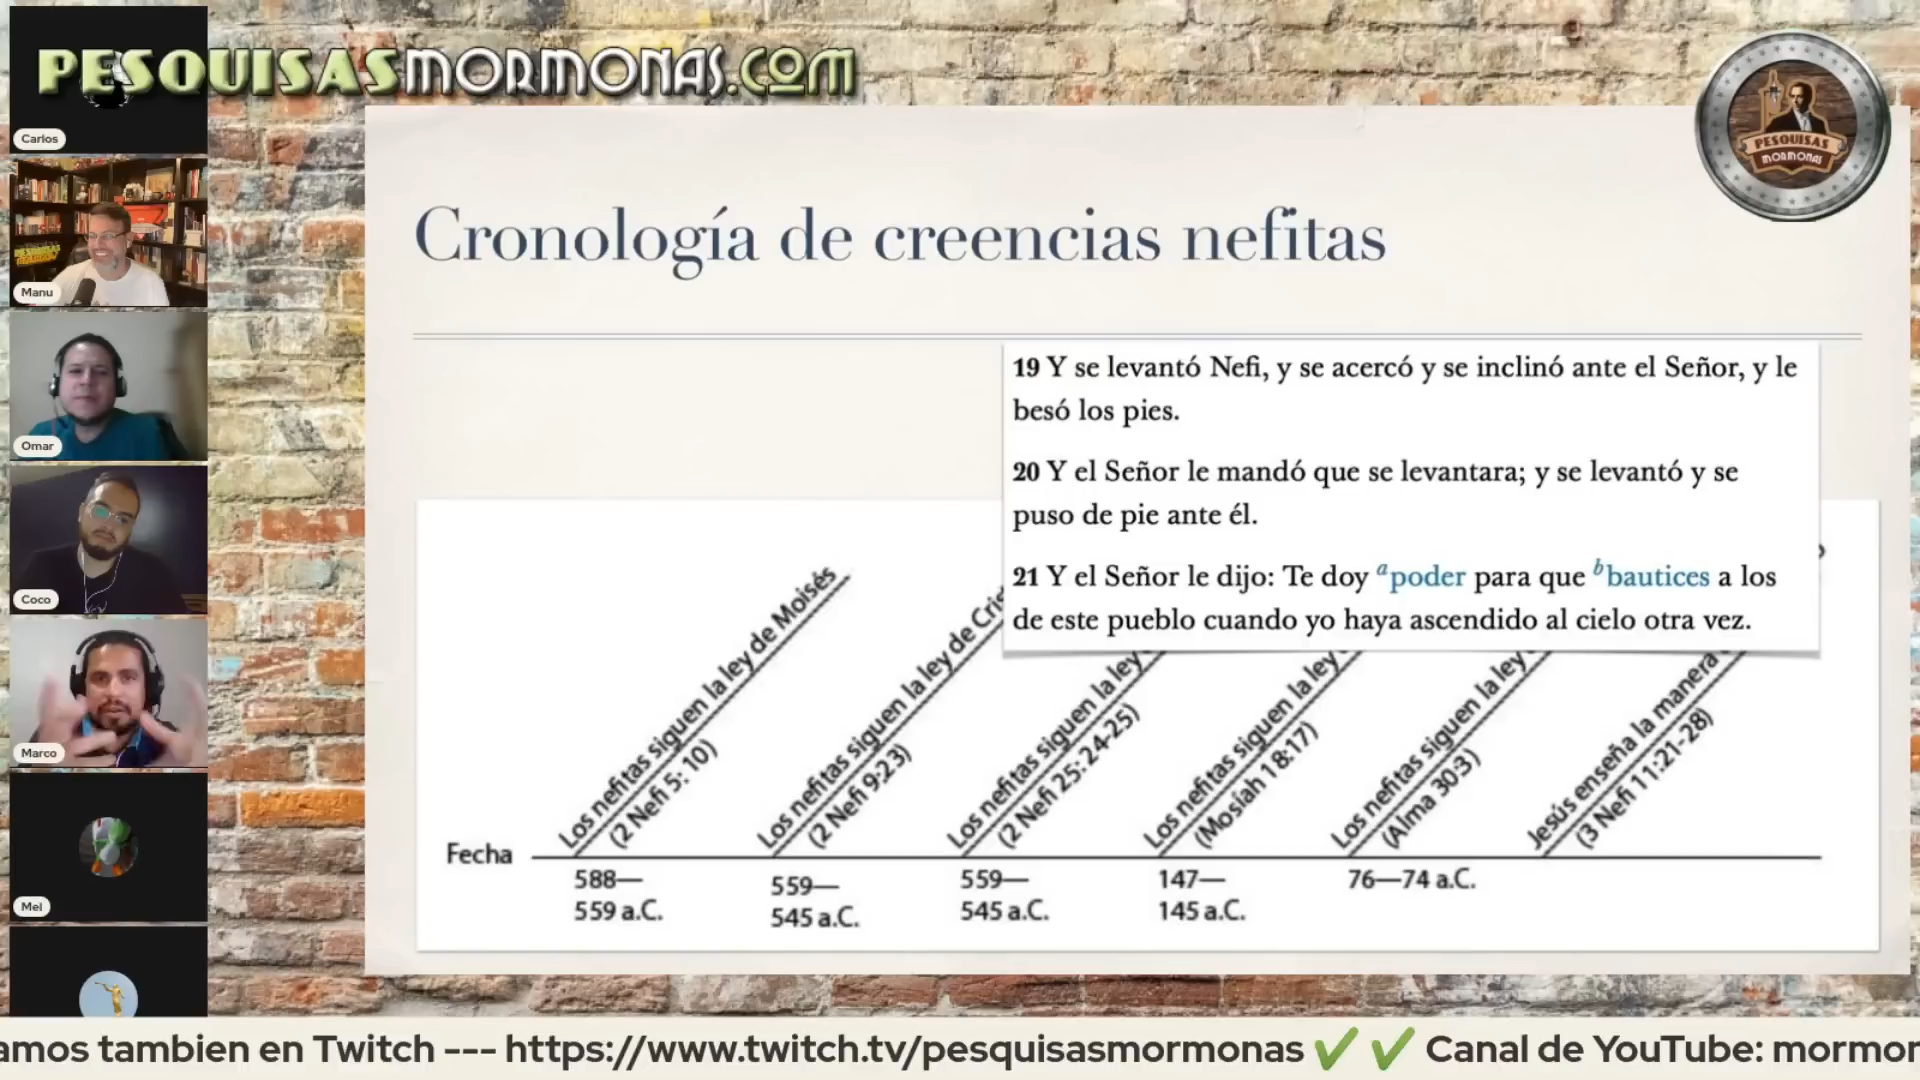 PESQUISASMORMONAS.COM
PESQUISAS
MORMONAS
Carlos
Manu
Omar
Coco
Marco
Mel
Cronología de creencias nefitas
19 Y se levantó Nefi, y se acercó y se inclinó ante el Señor, y le
besó los pies.
20 Y el Señor le mandó que se levantara; y se levantó y se
puso de pie ante él.
21 Y el Señor le dijo: Te doy a poder para que b bautices a los
de este pueblo cuando yo haya ascendido al cielo otra vez.
Los nefitas siguen la ley de Moisés
(2 Nefi 5: 10)
Los nefitas siguen la ley de Cris
(2 Nefi 9:23)
Los nefitas siguen la ley
(2 Nefi 25: 24-25)
Los nefitas siguen la ley
(Mosíah 18:17)
Los nefitas siguen la ley
(Alma 30:3)
Jesús enseña la manera
(3 Nefi 11:21-28)
Fecha
588—
559 a.C.
559—
545 a.C.
559—
545 a.C.
147—
145 a.C.
76—74 a.C.
amos tambien en Twitch --- https://www.twitch.tv/pesquisasmormonas ✔ ✔ Canal de YouTube: mormor